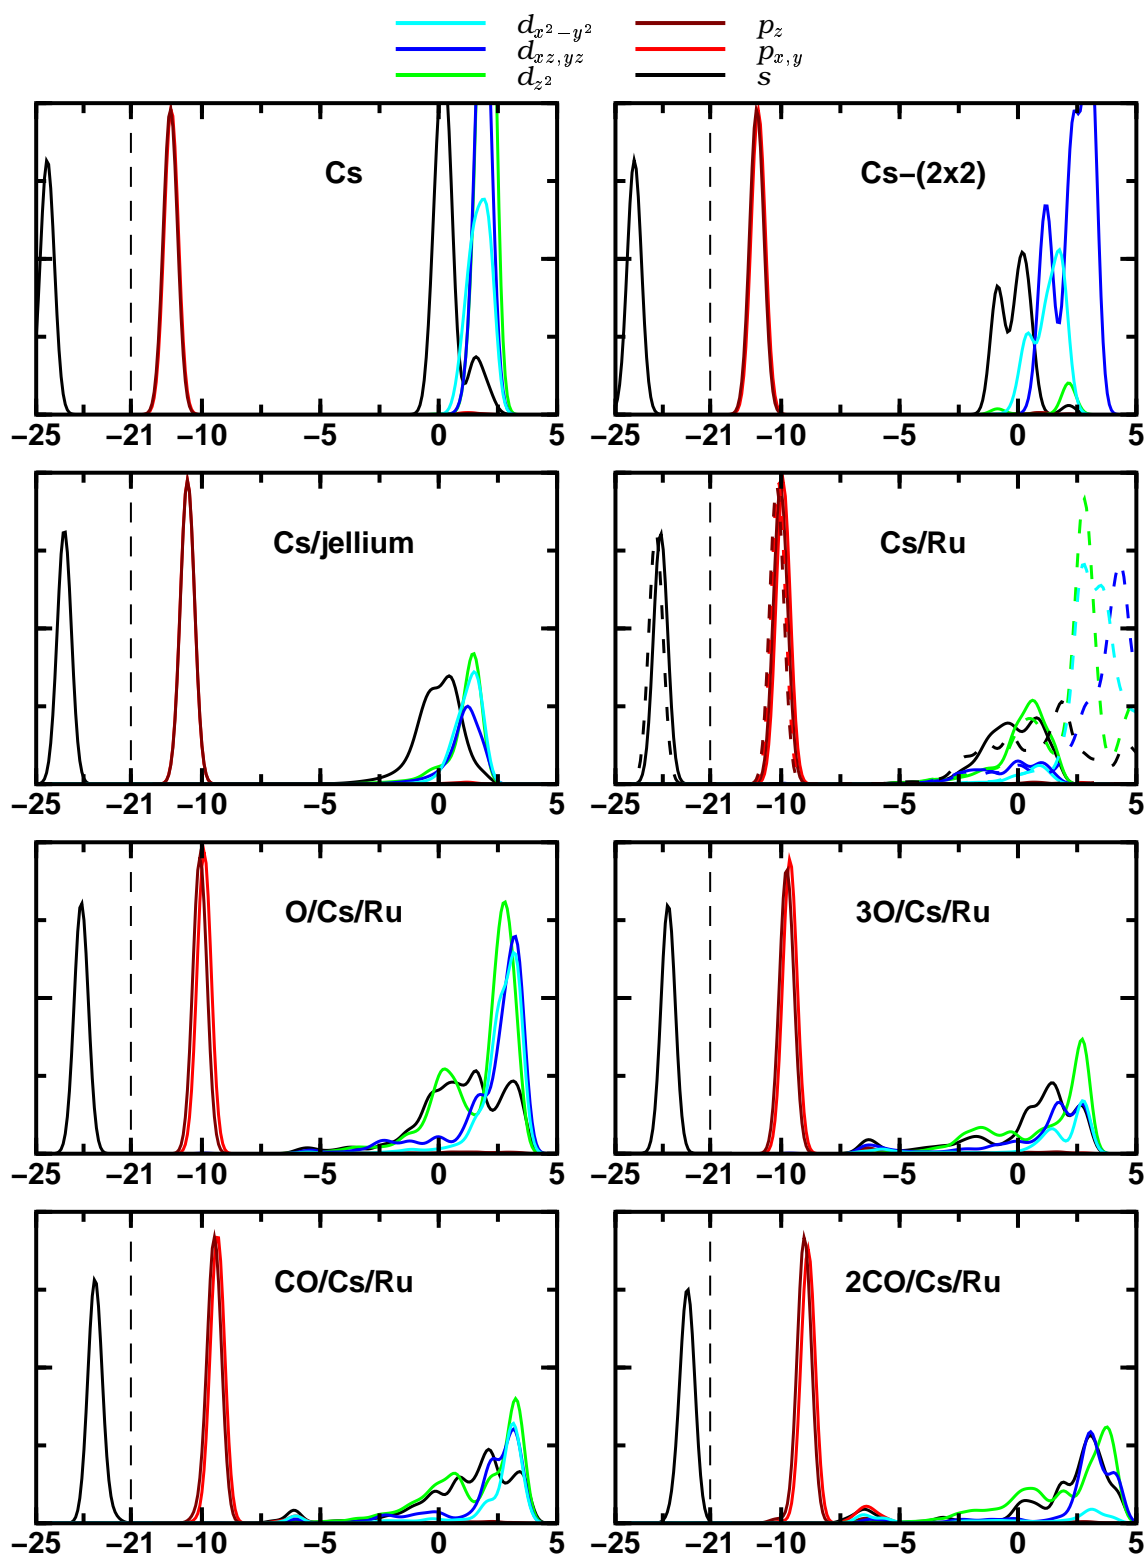 d_{x^2-y^2} p_z
d_{xz,yz} p_{x,y}
d_{z^2} s
Cs
Cs−(2x2)
−25 −21 −10 −5 0 5
−25 −21 −10 −5 0 5
Cs/jellium
Cs/Ru
−25 −21 −10 −5 0 5
−25 −21 −10 −5 0 5
O/Cs/Ru
3O/Cs/Ru
−25 −21 −10 −5 0 5
−25 −21 −10 −5 0 5
CO/Cs/Ru
2CO/Cs/Ru
−25 −21 −10 −5 0 5
−25 −21 −10 −5 0 5